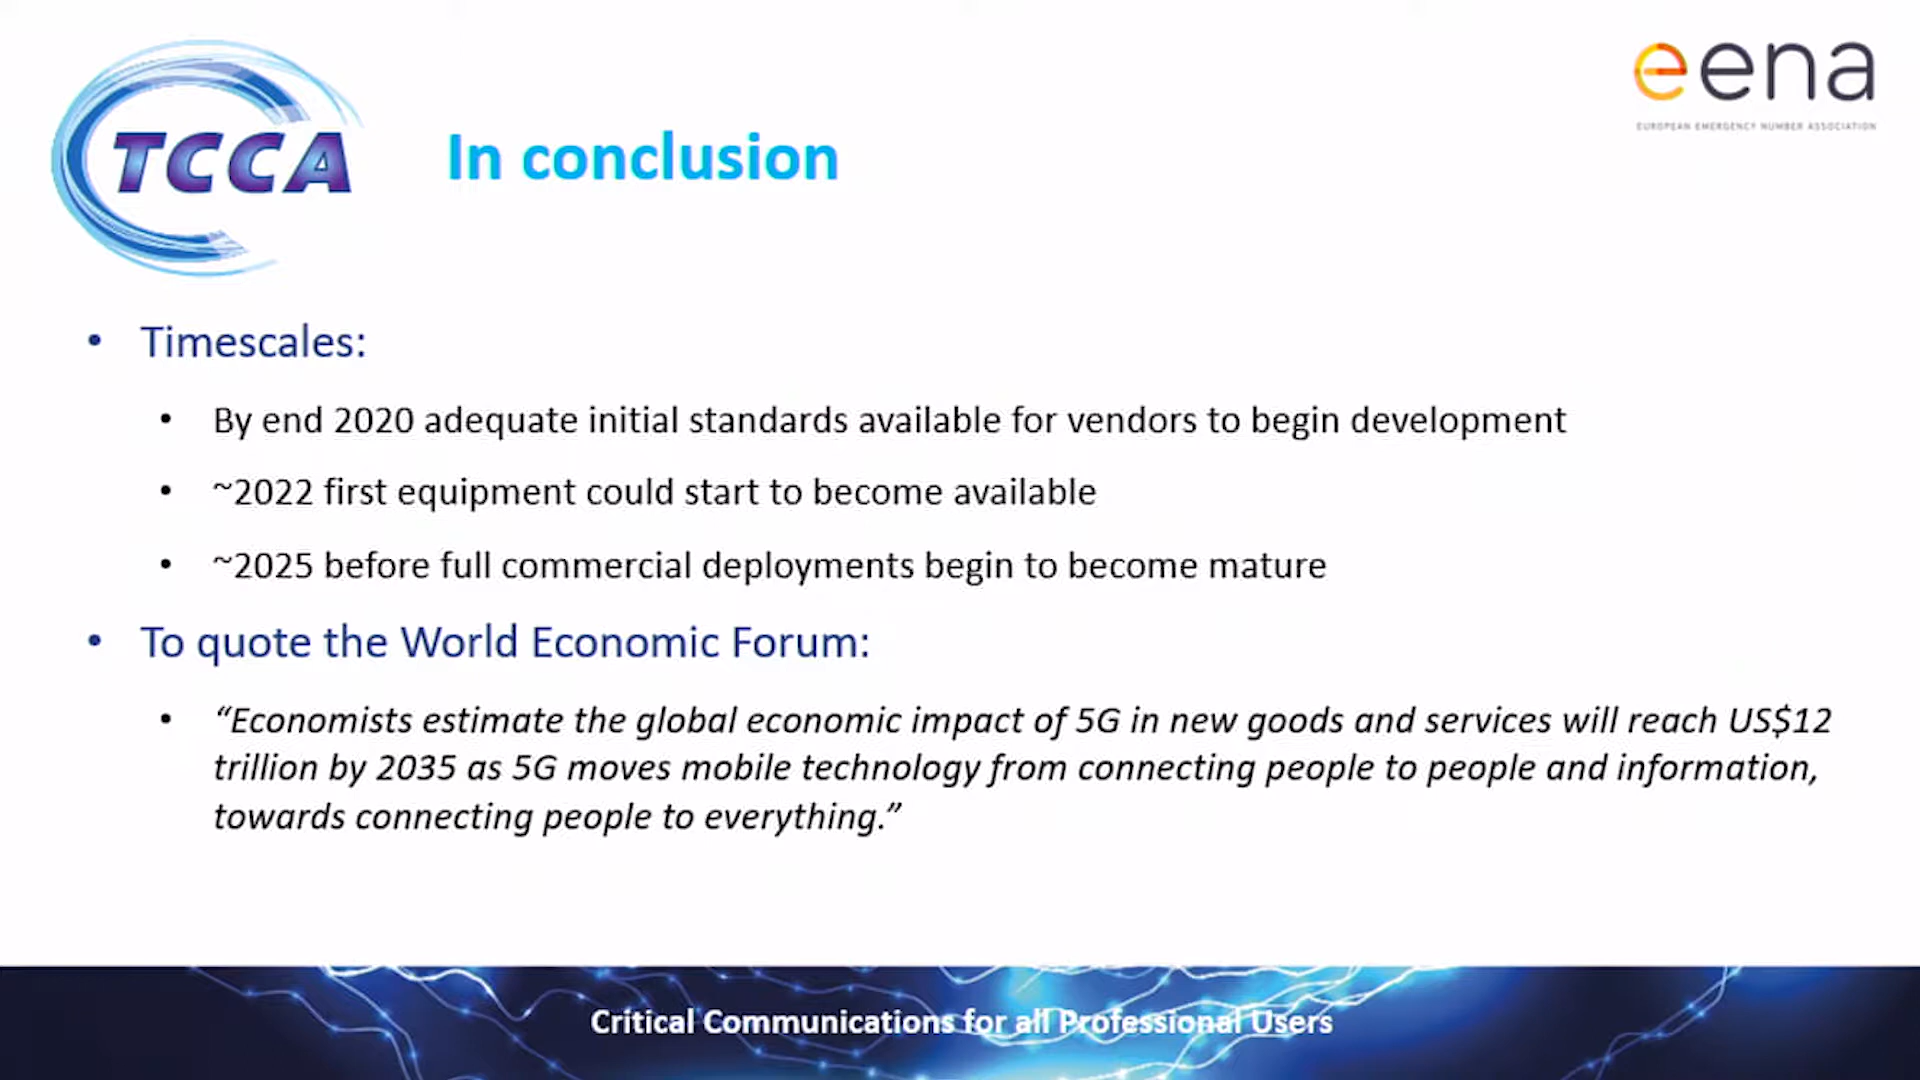 TCCA
eena
EUROPEAN EMERGENCY NUMBER ASSOCIATION
In conclusion
• Timescales:
• By end 2020 adequate initial standards available for vendors to begin development
• ~2022 first equipment could start to become available
• ~2025 before full commercial deployments begin to become mature
• To quote the World Economic Forum:
• “Economists estimate the global economic impact of 5G in new goods and services will reach US$12
trillion by 2035 as 5G moves mobile technology from connecting people to people and information,
towards connecting people to everything.”
Critical Communications for all Professional Users